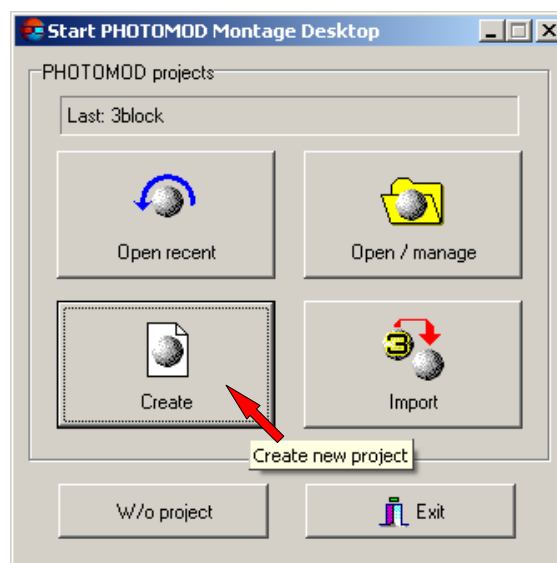 Start PHOTOMOD Montage Desktop
PHOTOMOD projects
Last: 3block
Open recent
Open / manage
3
Create
Import
Create new project
W/o project
Exit